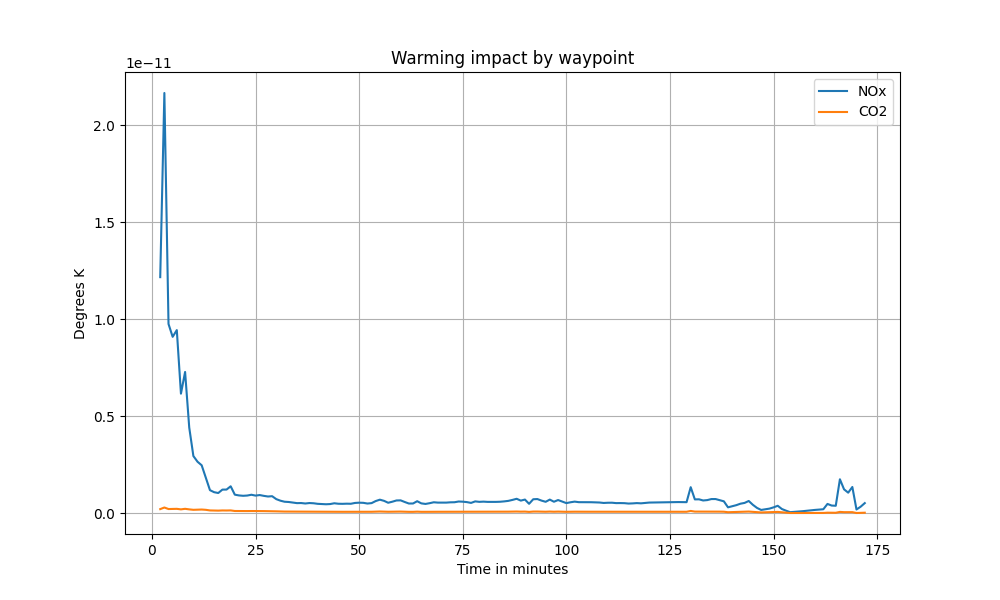 Warming impact by waypoint
1e−11
NOx
CO2
2.0
1.5
1.0
0.5
0.0
Degrees K
0 25 50 75 100 125 150 175
Time in minutes